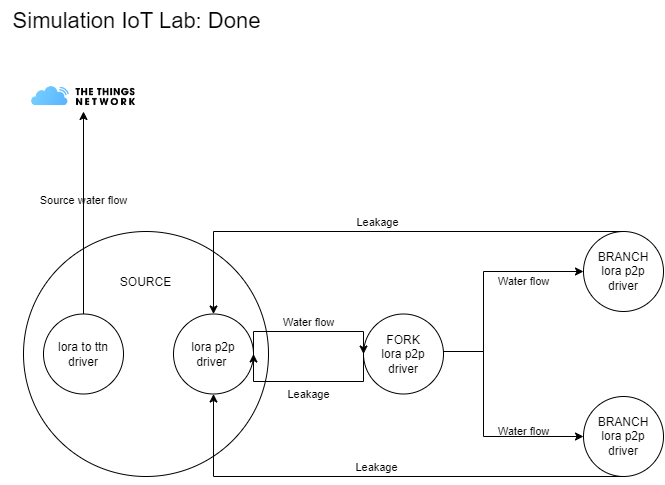 Simulation IoT Lab: Done
THE THINGS
NETWORK
Source water flow
Leakage
SOURCE
BRANCH
lora p2p
driver
Water flow
Water flow
lora to ttn
driver
lora p2p
driver
FORK
lora p2p
driver
Leakage
Water flow
BRANCH
lora p2p
driver
Leakage